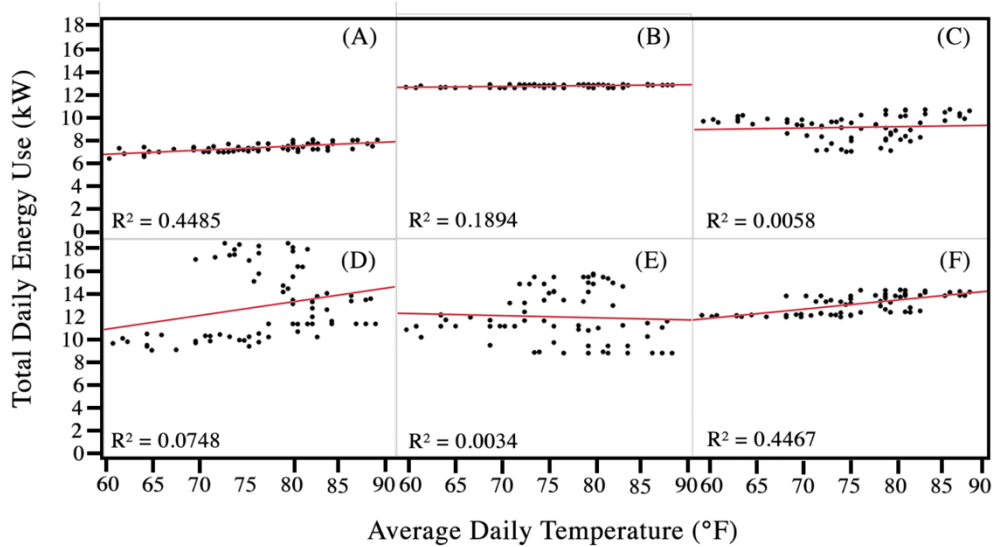 Total Daily Energy Use (kW)
18
16
14
12
10
8
6
4
2
0
(A)
R² = 0.4485
(B)
R² = 0.1894
(C)
R² = 0.0058
18
16
14
12
10
8
6
4
2
0
(D)
R² = 0.0748
(E)
R² = 0.0034
(F)
R² = 0.4467
60 65 70 75 80 85 90 60 65 70 75 80 85 90 60 65 70 75 80 85 90
Average Daily Temperature (°F)